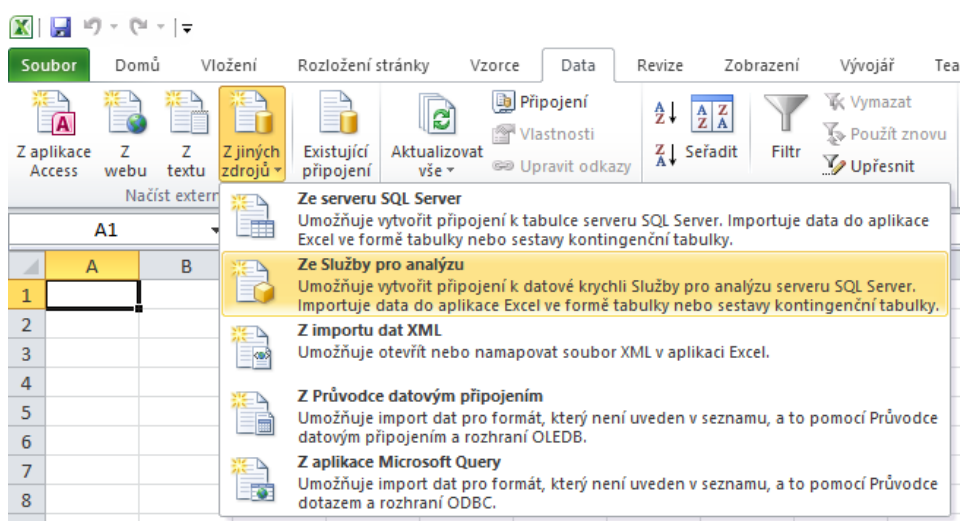 Soubor Domů Vložení Rozložení stránky Vzorce Data Revize Zobrazení Vývojář Tea
Z aplikace Access
Z webu
Z textu
Z jiných zdrojů
Existující připojení
Načíst extern
Aktualizovat vše
Připojení
Vlastnosti
Upravit odkazy
Seřadit
Filtr
Vymazat
Použít znovu
Upřesnit
A1
A B
1
2
3
4
5
6
7
8
Ze serveru SQL Server
Umožňuje vytvořit připojení k tabulce serveru SQL Server. Importuje data do aplikace
Excel ve formě tabulky nebo sestavy kontingenční tabulky.
Ze Služby pro analýzu
Umožňuje vytvořit připojení k datové krychli Služby pro analýzu serveru SQL Server.
Importuje data do aplikace Excel ve formě tabulky nebo sestavy kontingenční tabulky.
Z importu dat XML
Umožňuje otevřít nebo namapovat soubor XML v aplikaci Excel.
Z Průvodce datovým připojením
Umožňuje import dat pro formát, který není uveden v seznamu, a to pomocí Průvodce
datovým připojením a rozhraní OLEDB.
Z aplikace Microsoft Query
Umožňuje import dat pro formát, který není uveden v seznamu, a to pomocí Průvodce
dotazem a rozhraní ODBC.